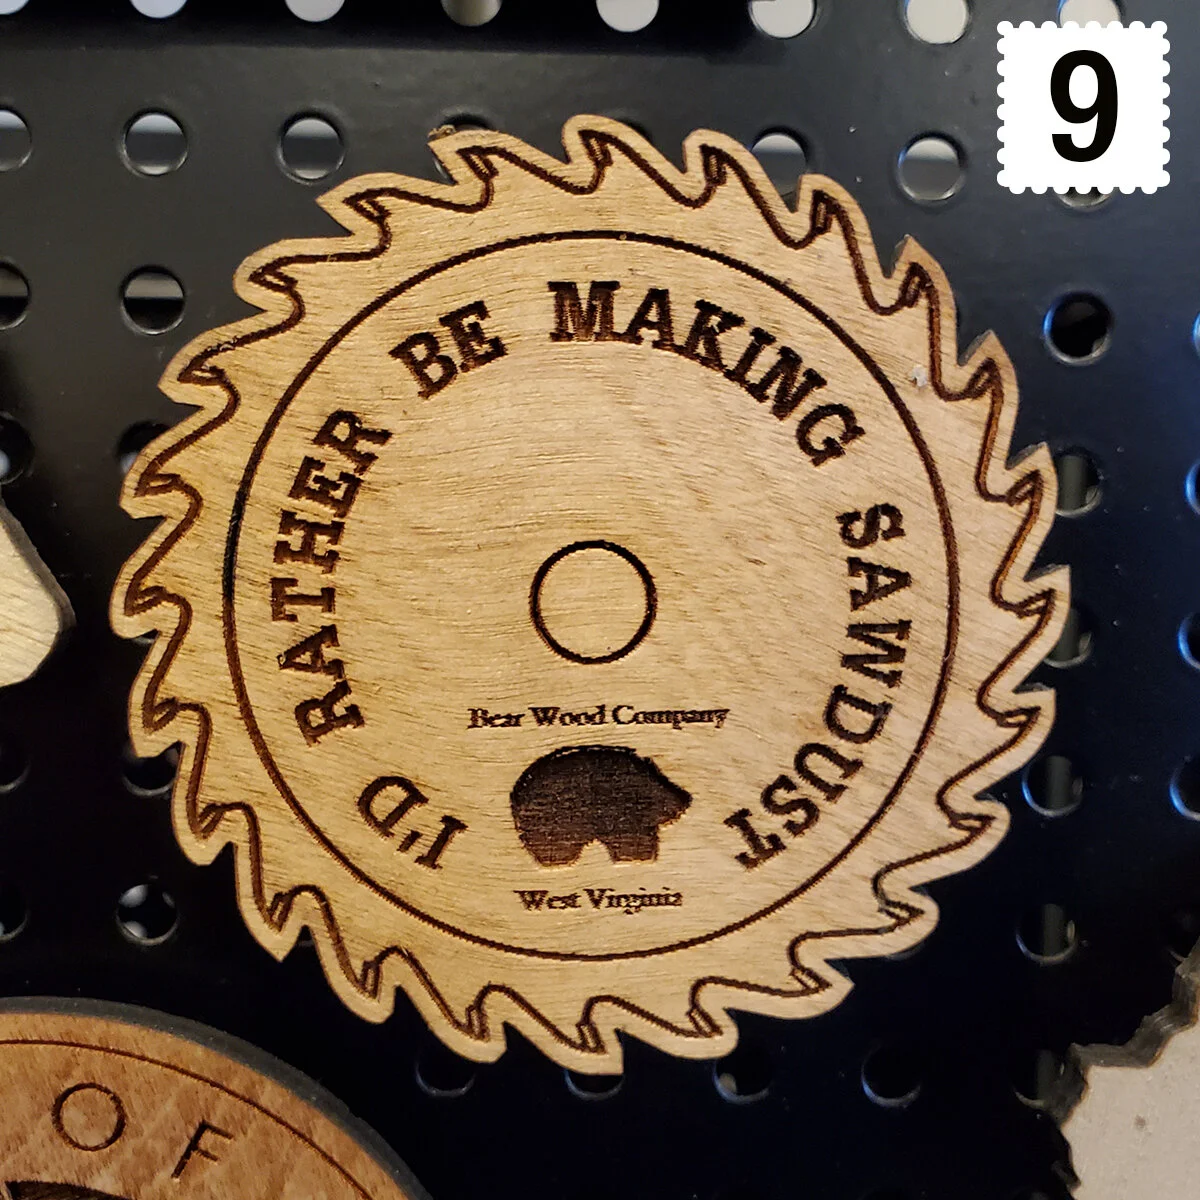 9
I'D RATHER BE MAKING SAWDUST
Bear Wood Company
West Virginia
OF